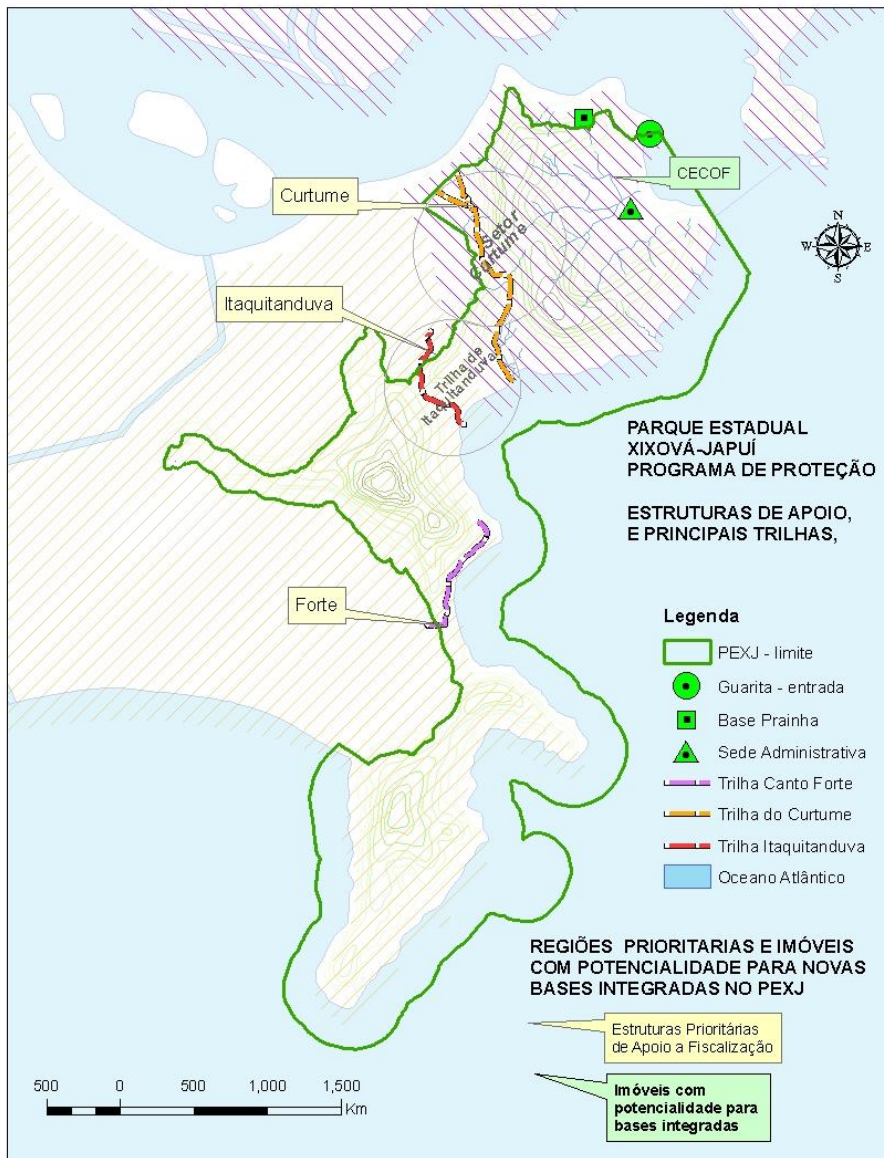 CECOF
Curtume
Setor
Curtume
N
W
E
S
Itaquitanduva
Trilha de
Itaquitanduva
PARQUE ESTADUAL
XIXOVÁ-JAPUÍ
PROGRAMA DE PROTEÇÃO
ESTRUTURAS DE APOIO,
E PRINCIPAIS TRILHAS,
Forte
Legenda
PEXJ - limite
Guarita - entrada
Base Prainha
Sede Administrativa
Trilha Canto Forte
Trilha do Curtume
Trilha Itaquitanduva
Oceano Atlântico
REGIÕES PRIORITARIAS E IMÓVEIS
COM POTENCIALIDADE PARA NOVAS
BASES INTEGRADAS NO PEXJ
Estruturas Prioritárias
de Apoio a Fiscalização
Imóveis com
potencialidade para
bases integradas
500 0 500 1,000 1,500
Km